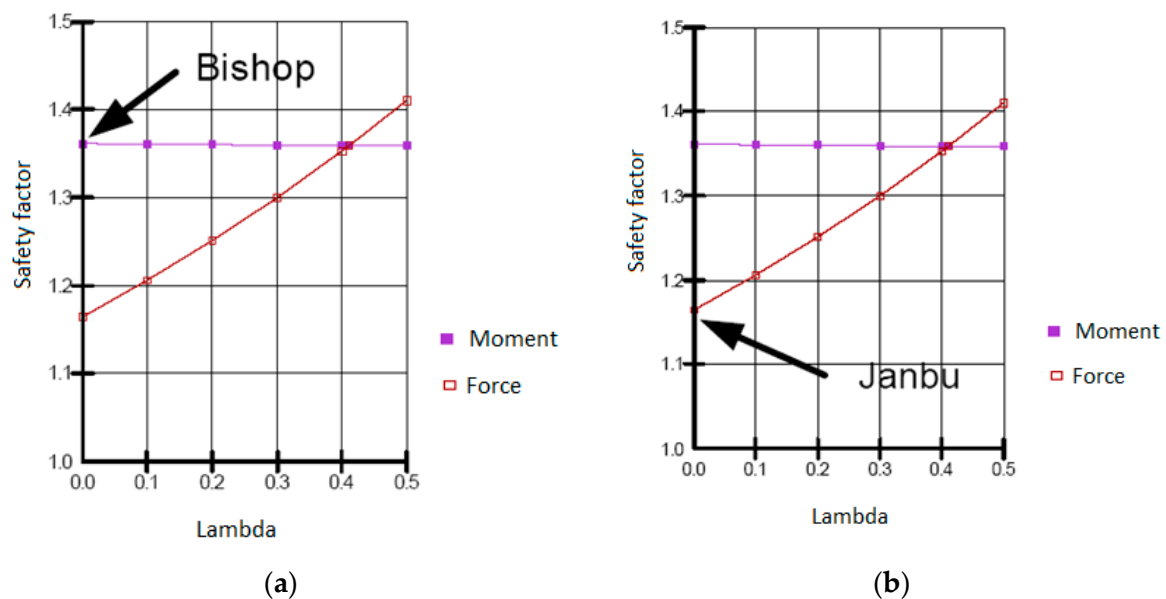 1.5
Bishop
1.4
1.3
1.2
1.1
1.0
0.0 0.1 0.2 0.3 0.4 0.5
Safety factor
Lambda
Moment
Force
(a)
1.5
1.4
1.3
1.2
1.1
1.0
Janbu
0.0 0.1 0.2 0.3 0.4 0.5
Safety factor
Lambda
Moment
Force
(b)